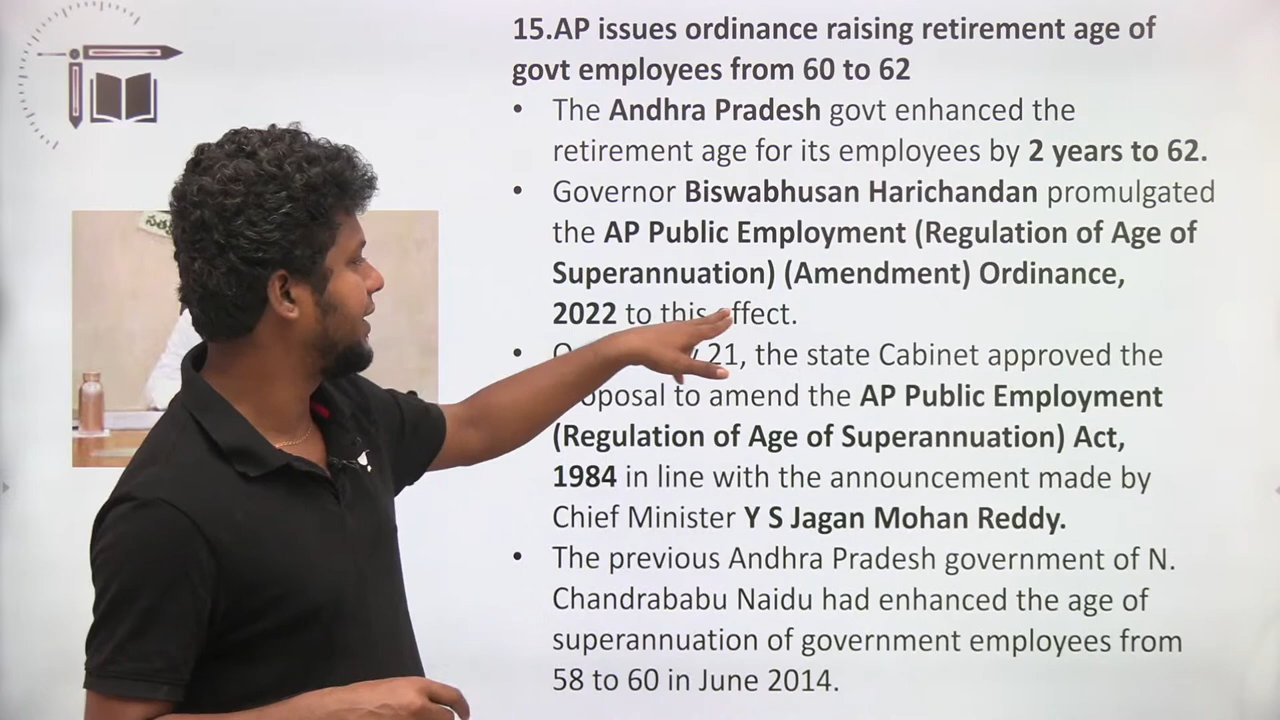 15.AP issues ordinance raising retirement age of
govt employees from 60 to 62
• The Andhra Pradesh govt enhanced the
retirement age for its employees by 2 years to 62.
• Governor Biswabhusan Harichandan promulgated
the AP Public Employment (Regulation of Age of
Superannuation) (Amendment) Ordinance,
2022 to this effect.
• 21, the state Cabinet approved the
to amend the AP Public Employment
(Regulation of Age of Superannuation) Act,
1984 in line with the announcement made by
Chief Minister Y S Jagan Mohan Reddy.
• The previous Andhra Pradesh government of N.
Chandrababu Naidu had enhanced the age of
superannuation of government employees from
58 to 60 in June 2014.